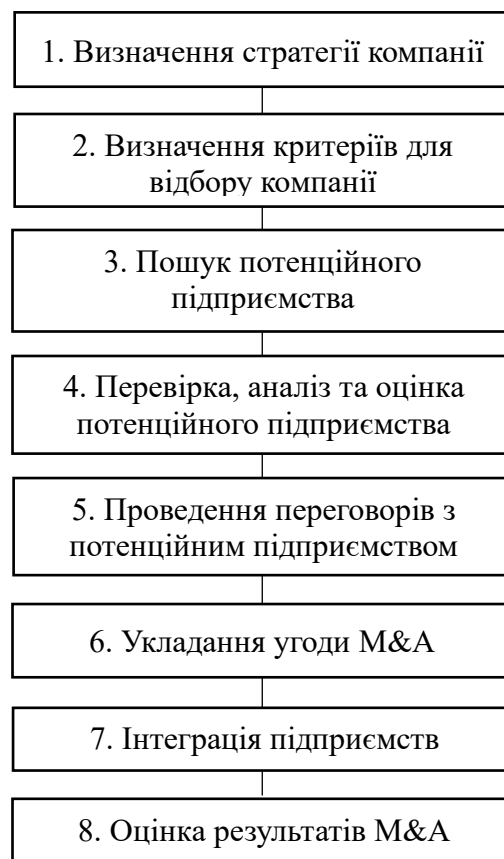 1. Визначення стратегії компанії
2. Визначення критеріїв для
відбору компанії
3. Пошук потенційного
підприємства
4. Перевірка, аналіз та оцінка
потенційного підприємства
5. Проведення переговорів з
потенційним підприємством
6. Укладання угоди M&A
7. Інтеграція підприємств
8. Оцінка результатів M&A